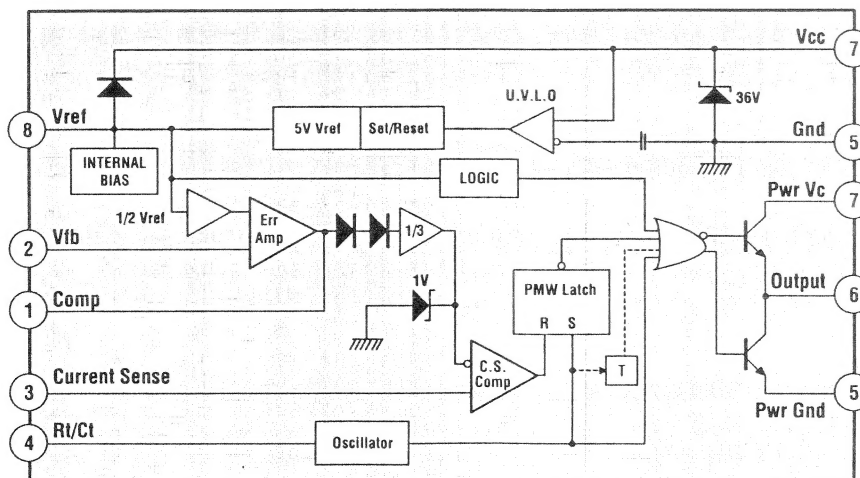 Vcc
7
U.V.L.O
36V
8
Vref
5V Vref
Set/Reset
Gnd
5
INTERNAL
BIAS
LOGIC
Pwr Vc
7
1/2 Vref
Err
Amp
1/3
2
Vfb
1V
PMW Latch
R S
Output
6
1
Comp
C.S.
Comp
T
3
Current Sense
5
Pwr Gnd
4
Rt/Ct
Oscillator